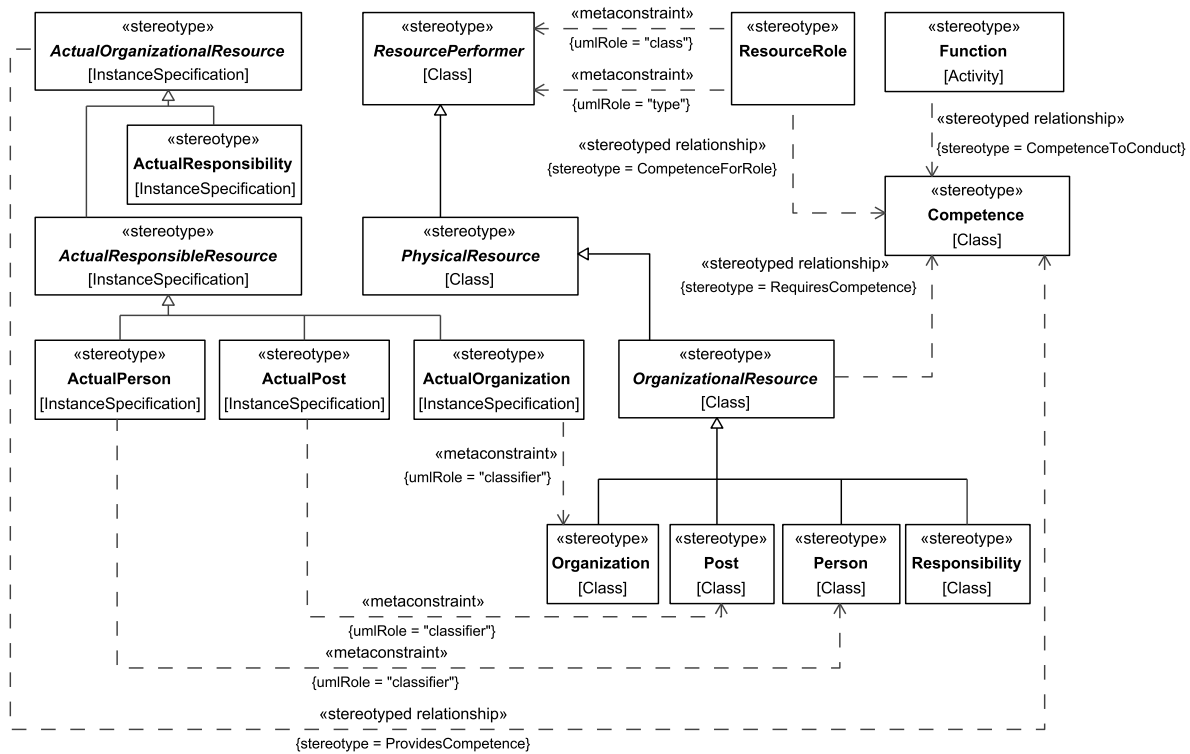 «stereotype»
ActualOrganizationalResource
[InstanceSpecification]
«stereotype»
ResourcePerformer
[Class]
«metaconstraint»
{umlRole = "class"}
«metaconstraint»
{umlRole = "type"}
«stereotype»
ResourceRole
«stereotype»
Function
[Activity]
«stereotyped relationship»
{stereotype = CompetenceToConduct}
«stereotype»
ActualResponsibility
[InstanceSpecification]
«stereotyped relationship»
{stereotype = CompetenceForRole}
«stereotype»
Competence
[Class]
«stereotype»
ActualResponsibleResource
[InstanceSpecification]
«stereotype»
PhysicalResource
[Class]
«stereotyped relationship»
{stereotype = RequiresCompetence}
«stereotype»
ActualPerson
[InstanceSpecification]
«stereotype»
ActualPost
[InstanceSpecification]
«stereotype»
ActualOrganization
[InstanceSpecification]
«stereotype»
OrganizationalResource
[Class]
«metaconstraint»
{umlRole = "classifier"}
«stereotype»
Organization
[Class]
«stereotype»
Post
[Class]
«stereotype»
Person
[Class]
«stereotype»
Responsibility
[Class]
«metaconstraint»
{umlRole = "classifier"}
«metaconstraint»
{umlRole = "classifier"}
«stereotyped relationship»
{stereotype = ProvidesCompetence}